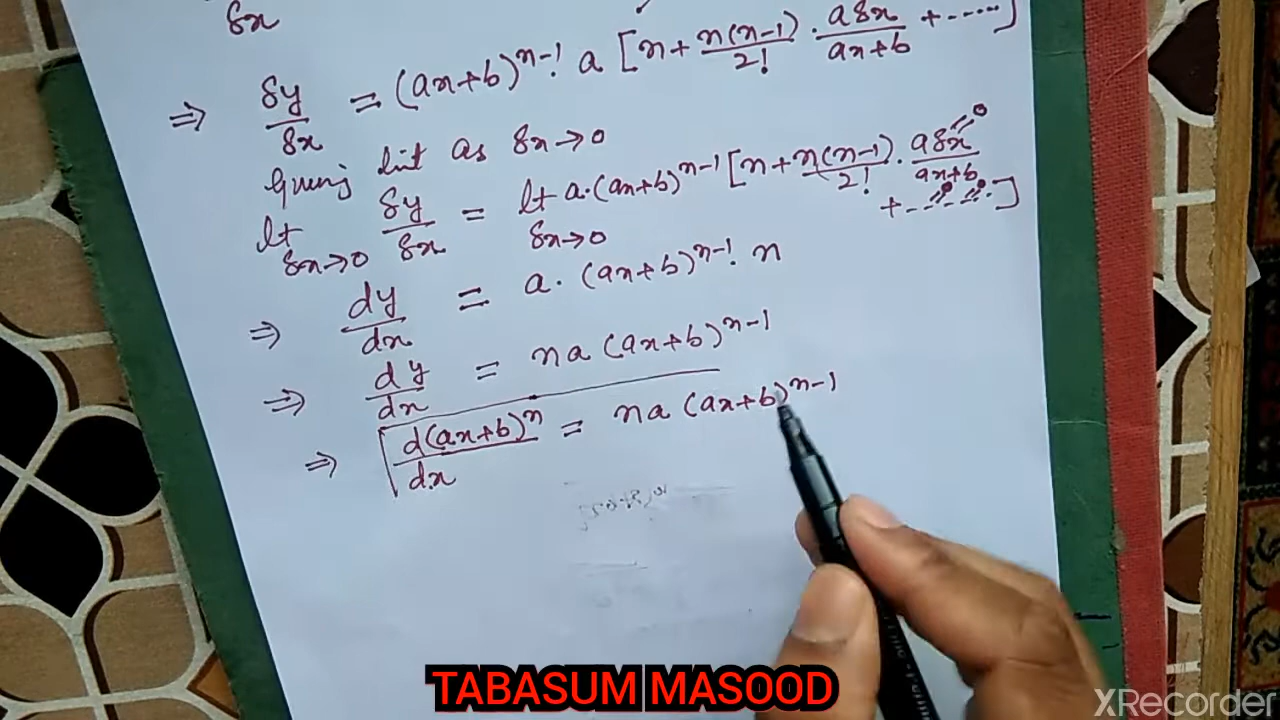 δx
⇒ δy/δx = (ax+b)^n-1. a [n + n(n-1)/2! . aδx/ax+b + ......]
as δx→0
lt δx→0 δy/δx = lt δx→0 a.(ax+b)^n-1 [n + n(n-1)/2! . aδx/ax+b → 0
+ ........]
⇒ dy/dx = a. (ax+b)^n-1. n
⇒ dy/dx = na (ax+b)^n-1
⇒ d(ax+b)^n/dx = na (ax+b)^n-1
TABASUM MASOOD
XRecorder